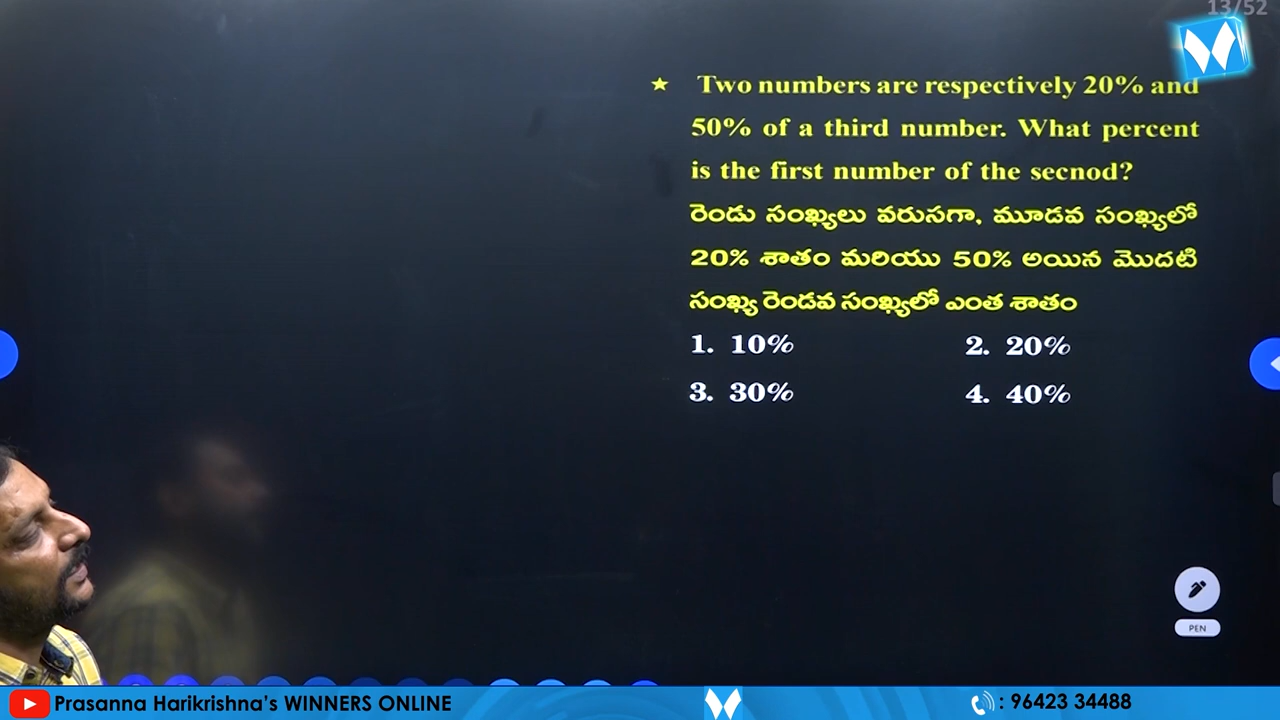 13/52
★ Two numbers are respectively 20% and
50% of a third number. What percent
is the first number of the secnod?
రెండు సంఖ్యలు వరుసగా, మూడవ సంఖ్యలో
20% శాతం మరియు 50% అయిన మొదటి
సంఖ్య రెండవ సంఖ్యలో ఎంత శాతం
1. 10% 2. 20%
3. 30% 4. 40%
PEN
Prasanna Harikrishna's WINNERS ONLINE : 96423 34488